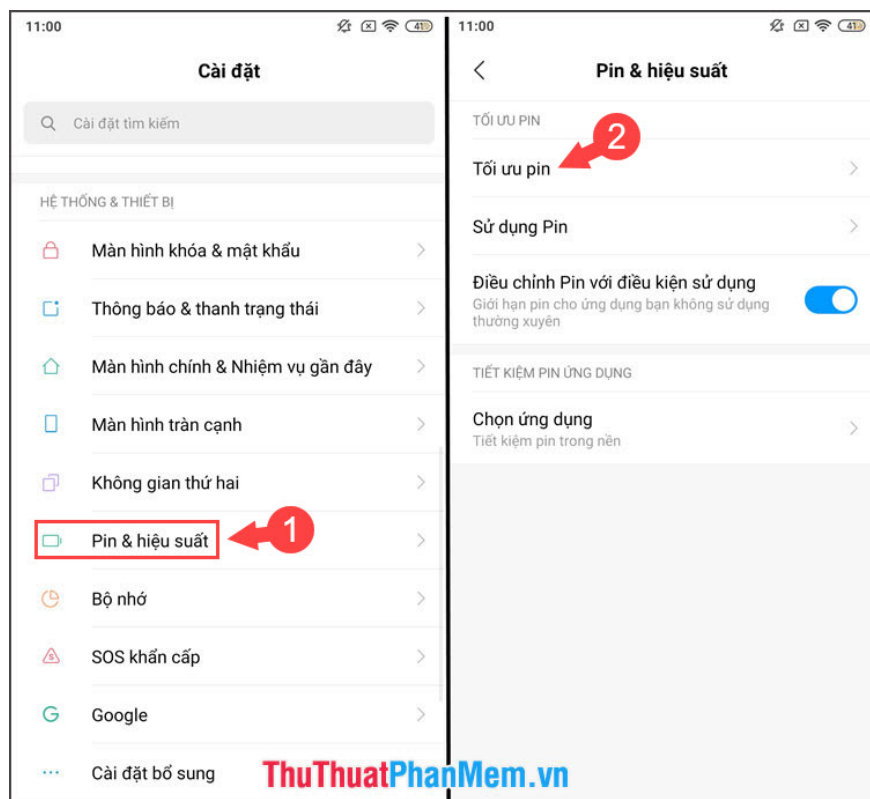 11:00
41
Cài đặt
Cài đặt tìm kiếm
HỆ THỐNG & THIẾT BỊ
Màn hình khóa & mật khẩu
Thông báo & thanh trạng thái
Màn hình chính & Nhiệm vụ gần đây
Màn hình tràn cạnh
Không gian thứ hai
Pin & hiệu suất
1
Bộ nhớ
SOS khẩn cấp
Google
Cài đặt bổ sung
11:00
41
Pin & hiệu suất
TỐI ƯU PIN
2
Tối ưu pin
Sử dụng Pin
Điều chỉnh Pin với điều kiện sử dụng
Giới hạn pin cho ứng dụng bạn không sử dụng
thường xuyên
TIẾT KIỆM PIN ỨNG DỤNG
Chọn ứng dụng
Tiết kiệm pin trong nền
ThuThuatPhanMem.vn